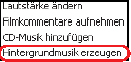 Lautstärke ändern
Filmkommentare aufnehmen
CD-Musik hinzufügen
Hintergrundmusik erzeugen